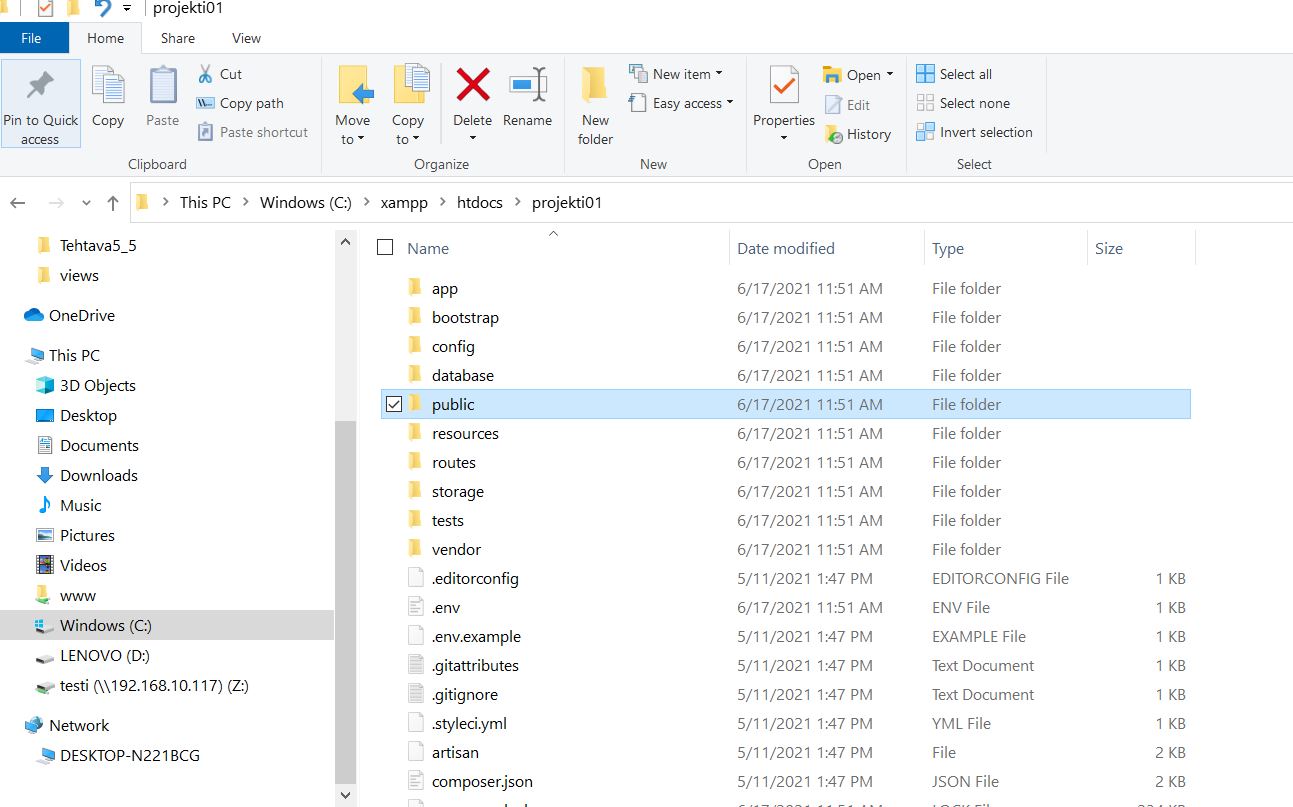 projekti01
File Home Share View
Pin to Quick access
Copy
Paste
Cut
Copy path
Paste shortcut
Clipboard
Move to
Copy to
Delete
Rename
Organize
New folder
New item
Easy access
New
Properties
Open
Edit
History
Open
Select all
Select none
Invert selection
Select
This PC > Windows (C:) > xampp > htdocs > projekti01
Tehtava5_5
views
OneDrive
This PC
3D Objects
Desktop
Documents
Downloads
Music
Pictures
Videos
www
Windows (C:)
LENOVO (D:)
testi (\\192.168.10.117) (Z:)
Network
DESKTOP-N221BCG
Name Date modified Type Size
app 6/17/2021 11:51 AM File folder
bootstrap 6/17/2021 11:51 AM File folder
config 6/17/2021 11:51 AM File folder
database 6/17/2021 11:51 AM File folder
public 6/17/2021 11:51 AM File folder
resources 6/17/2021 11:51 AM File folder
routes 6/17/2021 11:51 AM File folder
storage 6/17/2021 11:51 AM File folder
tests 6/17/2021 11:51 AM File folder
vendor 6/17/2021 11:51 AM File folder
.editorconfig 5/11/2021 1:47 PM EDITORCONFIG File 1 KB
.env 6/17/2021 11:51 AM ENV File 1 KB
.env.example 5/11/2021 1:47 PM EXAMPLE File 1 KB
.gitattributes 5/11/2021 1:47 PM Text Document 1 KB
.gitignore 5/11/2021 1:47 PM Text Document 1 KB
.styleci.yml 5/11/2021 1:47 PM YML File 1 KB
artisan 5/11/2021 1:47 PM File 2 KB
composer.json 5/11/2021 1:47 PM JSON File 2 KB